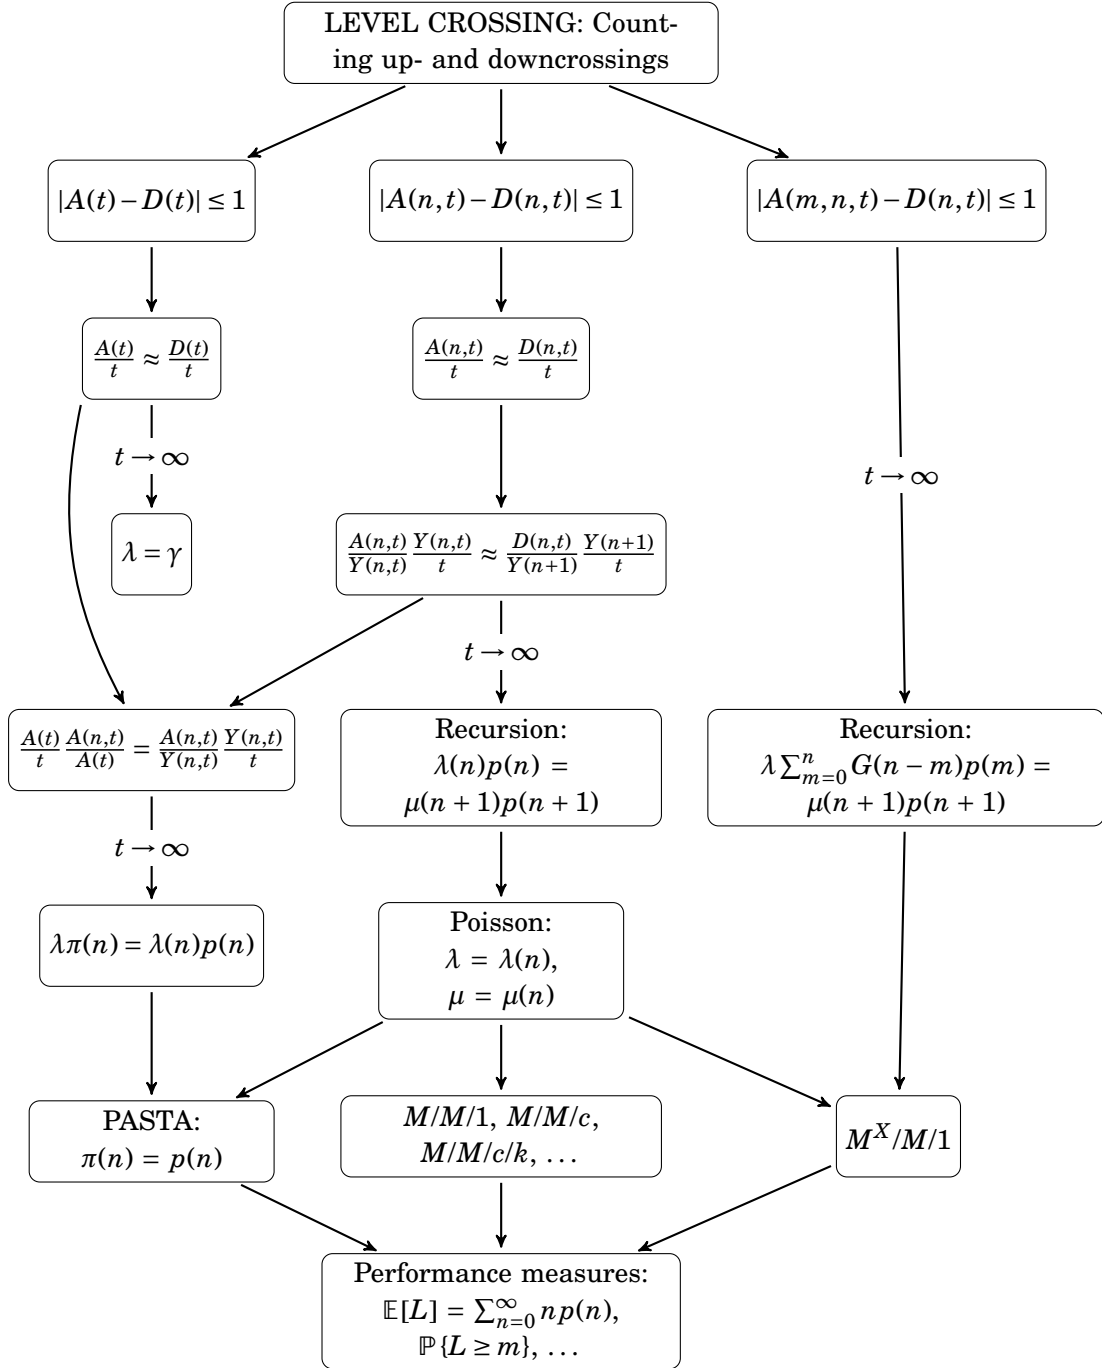 LEVEL CROSSING: Count-
ing up- and downcrossings
|A(t) − D(t)| ≤ 1
|A(n,t) − D(n,t)| ≤ 1
|A(m,n,t) − D(n,t)| ≤ 1
A(t)/t ≈ D(t)/t
A(n,t)/t ≈ D(n,t)/t
t → ∞
t → ∞
λ = γ
A(n,t)/Y(n,t) Y(n,t)/t ≈ D(n,t)/Y(n+1) Y(n+1)/t
t → ∞
A(t)/t A(n,t)/A(t) = A(n,t)/Y(n,t) Y(n,t)/t
Recursion:
λ(n)p(n) =
μ(n + 1)p(n + 1)
Recursion:
λ∑_{m=0}^{n} G(n − m)p(m) =
μ(n + 1)p(n + 1)
t → ∞
λπ(n) = λ(n)p(n)
Poisson:
λ = λ(n),
μ = μ(n)
PASTA:
π(n) = p(n)
M/M/1, M/M/c,
M/M/c/k, …
M^X/M/1
Performance measures:
𝔼[L] = ∑_{n=0}^{∞} np(n),
ℙ{L ≥ m}, …